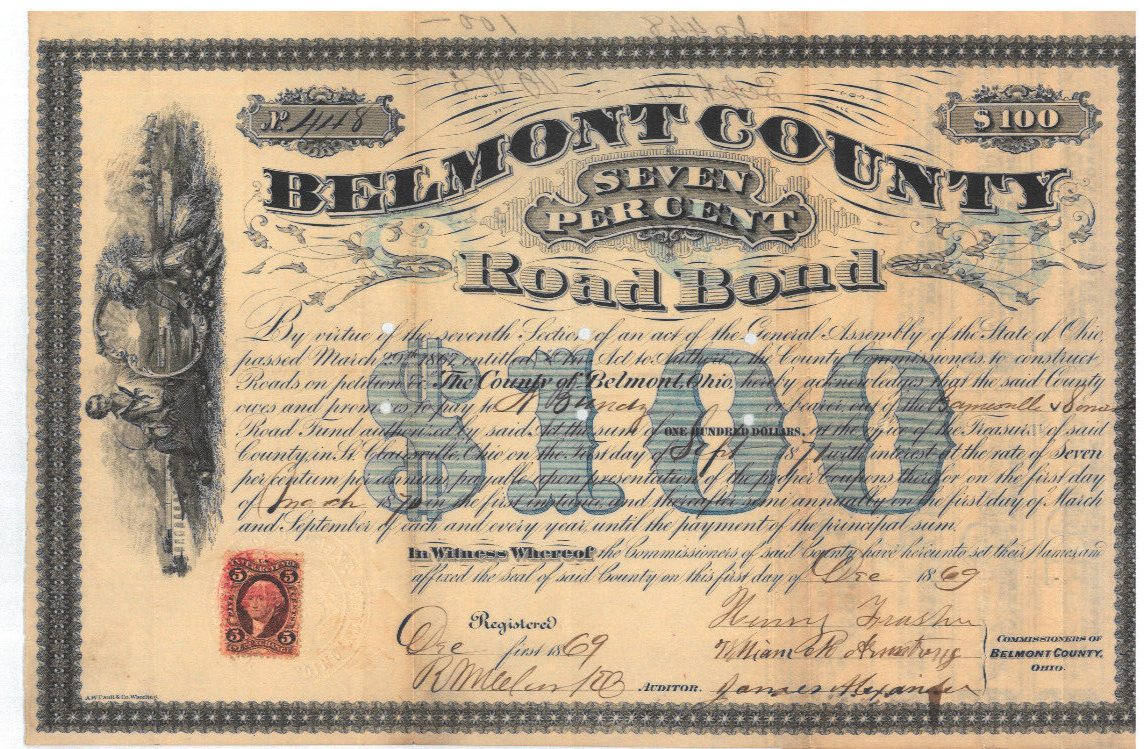 Nº 448
$100
BELMONT COUNTY
SEVEN
PER CENT
Road Bond
$100
By virtue of the seventh Section of an act of the General Assembly of the State of Ohio,
passed March 29th 1867, entitled An Act to Authorize the County Commissioners to construct
Roads on petition &c The County of Belmont, Ohio, hereby acknowledges that the said County
owes and promises to pay to Bundy or bearer out of the Barnesville &
Road Fund authorized by said Act the sum of ONE HUNDRED DOLLARS, at the office of the Treasurer of said
County, in St. Clairsville, Ohio on the first day of Sept 1871 with interest at the rate of Seven
per centum per annum, payable upon presentation of the proper coupons therefor on the first day
of March the first instant and thereafter semi annually on the first day of March
and September of each and every year, until the payment of the principal sum.
In Witness Whereof the Commissioners of said County have hereunto set their Names, and
affixed the Seal of said County on this first day of Dec 1869
Registered
Dec first 1869
AUDITOR.
Henry
William Armstrong
James Alexander
COMMISSIONERS OF
BELMONT COUNTY,
OHIO.
5 5
5 5
100